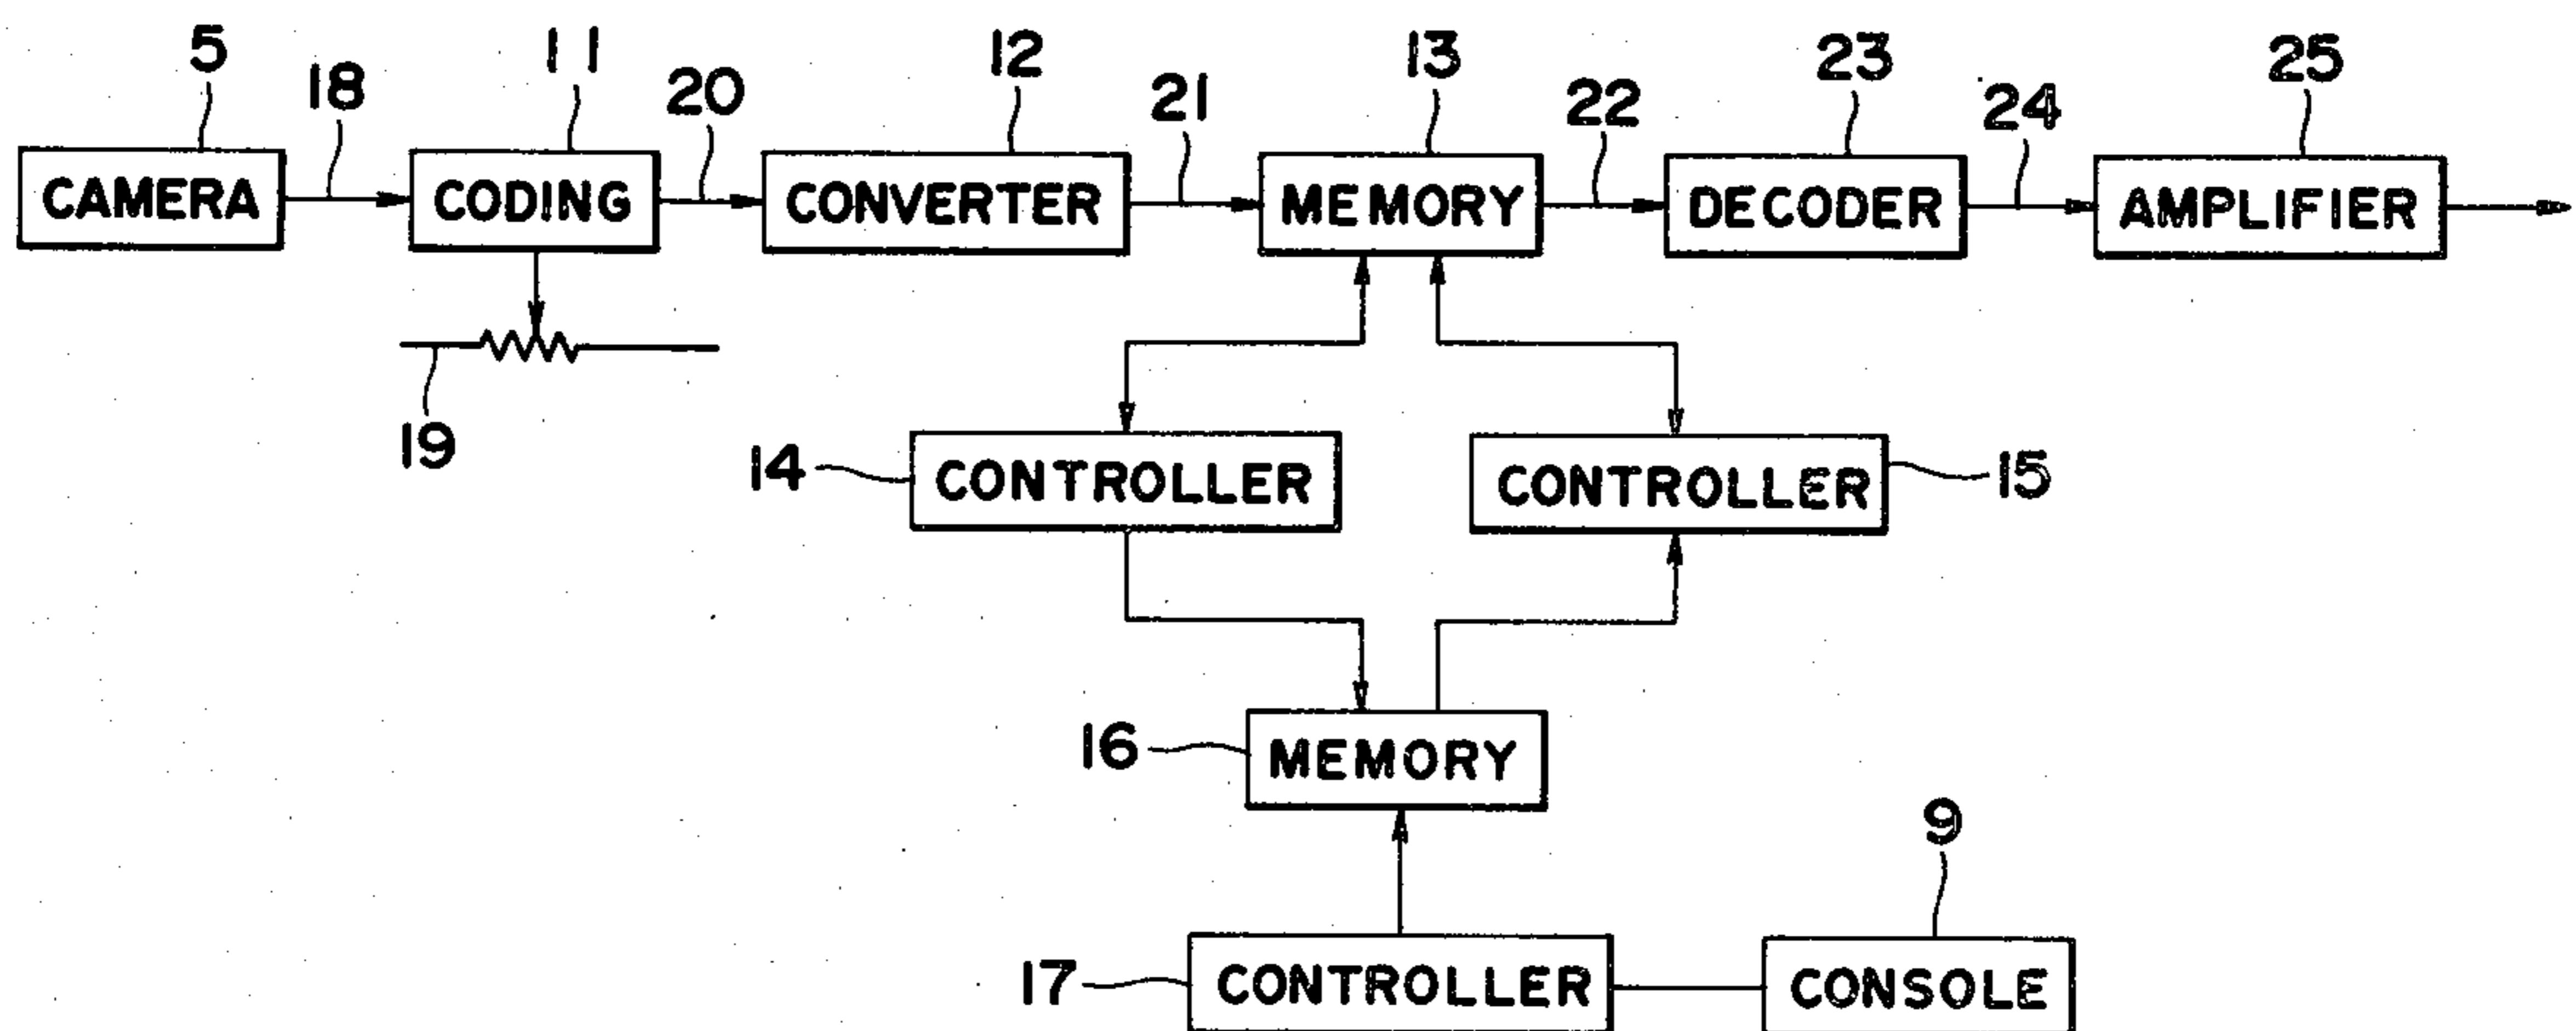 5 18 11 20 12 21 13 22 23 24 25
CAMERA CODING CONVERTER MEMORY DECODER AMPLIFIER
19
14 CONTROLLER CONTROLLER 15
16 MEMORY
9
17 CONTROLLER CONSOLE